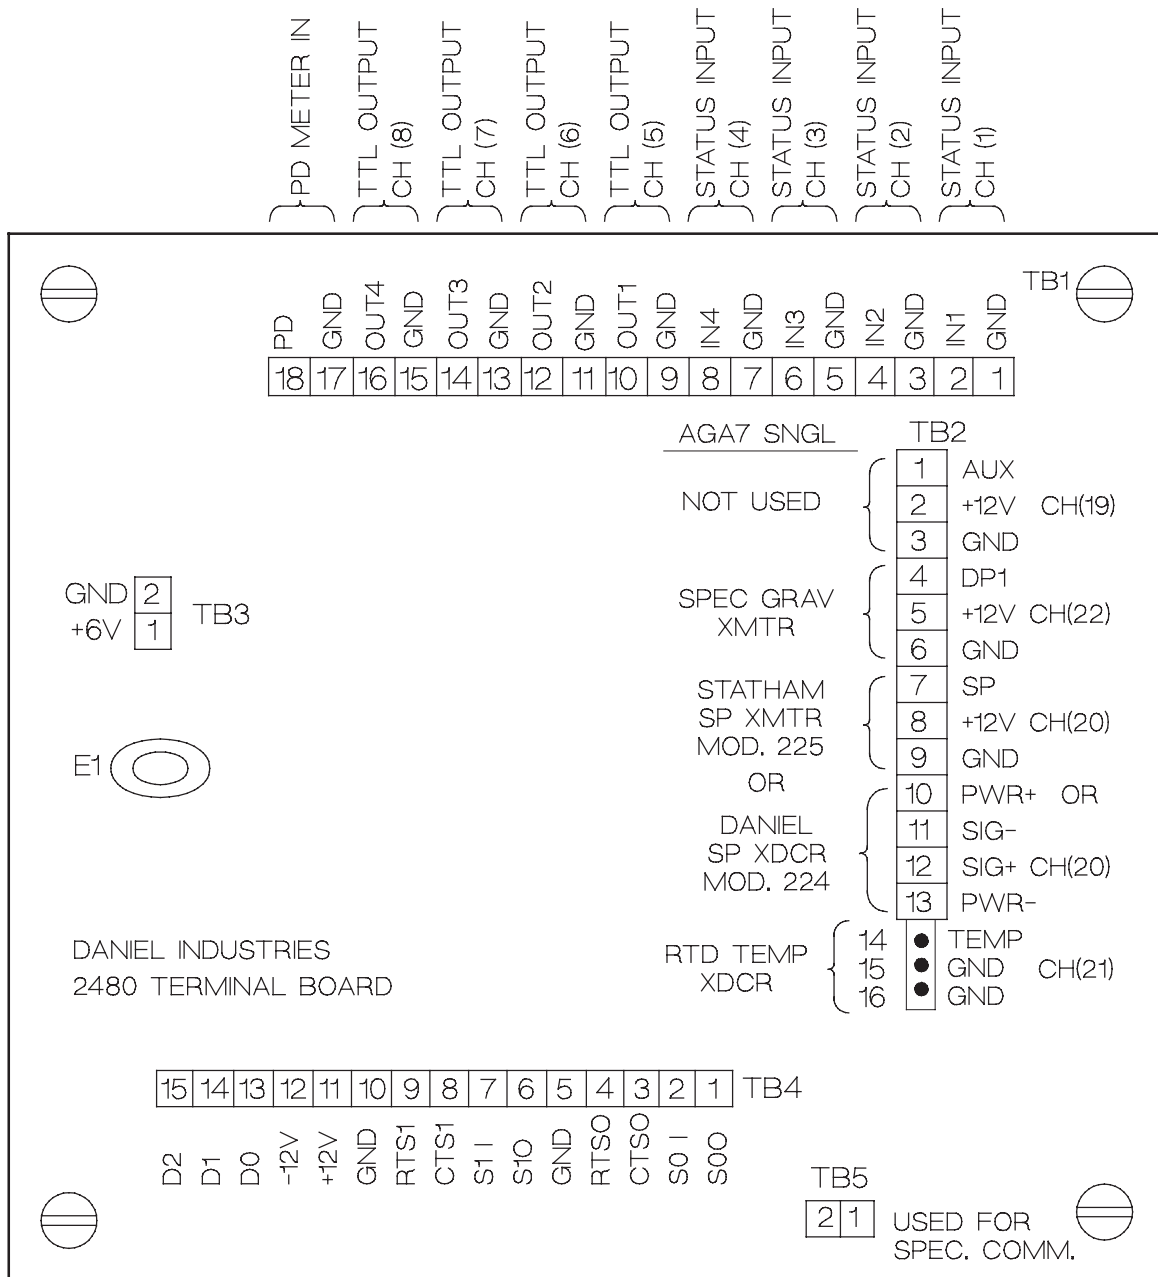 PD METER IN
TTL OUTPUT
CH (8)
TTL OUTPUT
CH (7)
TTL OUTPUT
CH (6)
TTL OUTPUT
CH (5)
STATUS INPUT
CH (4)
STATUS INPUT
CH (3)
STATUS INPUT
CH (2)
STATUS INPUT
CH (1)
TB1
PD GND OUT4 GND OUT3 GND OUT2 GND OUT1 GND IN4 GND IN3 GND IN2 GND IN1 GND
18 17 16 15 14 13 12 11 10 9 8 7 6 5 4 3 2 1
AGA7 SNGL TB2
1 AUX
NOT USED 2 +12V CH(19)
3 GND
4 DP1
SPEC GRAV
XMTR
5 +12V CH(22)
6 GND
7 SP
STATHAM
SP XMTR
MOD. 225
8 +12V CH(20)
9 GND
OR
10 PWR+ OR
11 SIG-
DANIEL
SP XDCR
MOD. 224
12 SIG+ CH(20)
13 PWR-
RTD TEMP
XDCR
14 TEMP
15 GND CH(21)
16 GND
GND 2
+6V 1
TB3
E1
DANIEL INDUSTRIES
2480 TERMINAL BOARD
15 14 13 12 11 10 9 8 7 6 5 4 3 2 1 TB4
D2 D1 D0 -12V +12V GND RTS1 CTS1 S1 I S1O GND RTSO CTSO SO I SOO
TB5
2 1
USED FOR
SPEC. COMM.